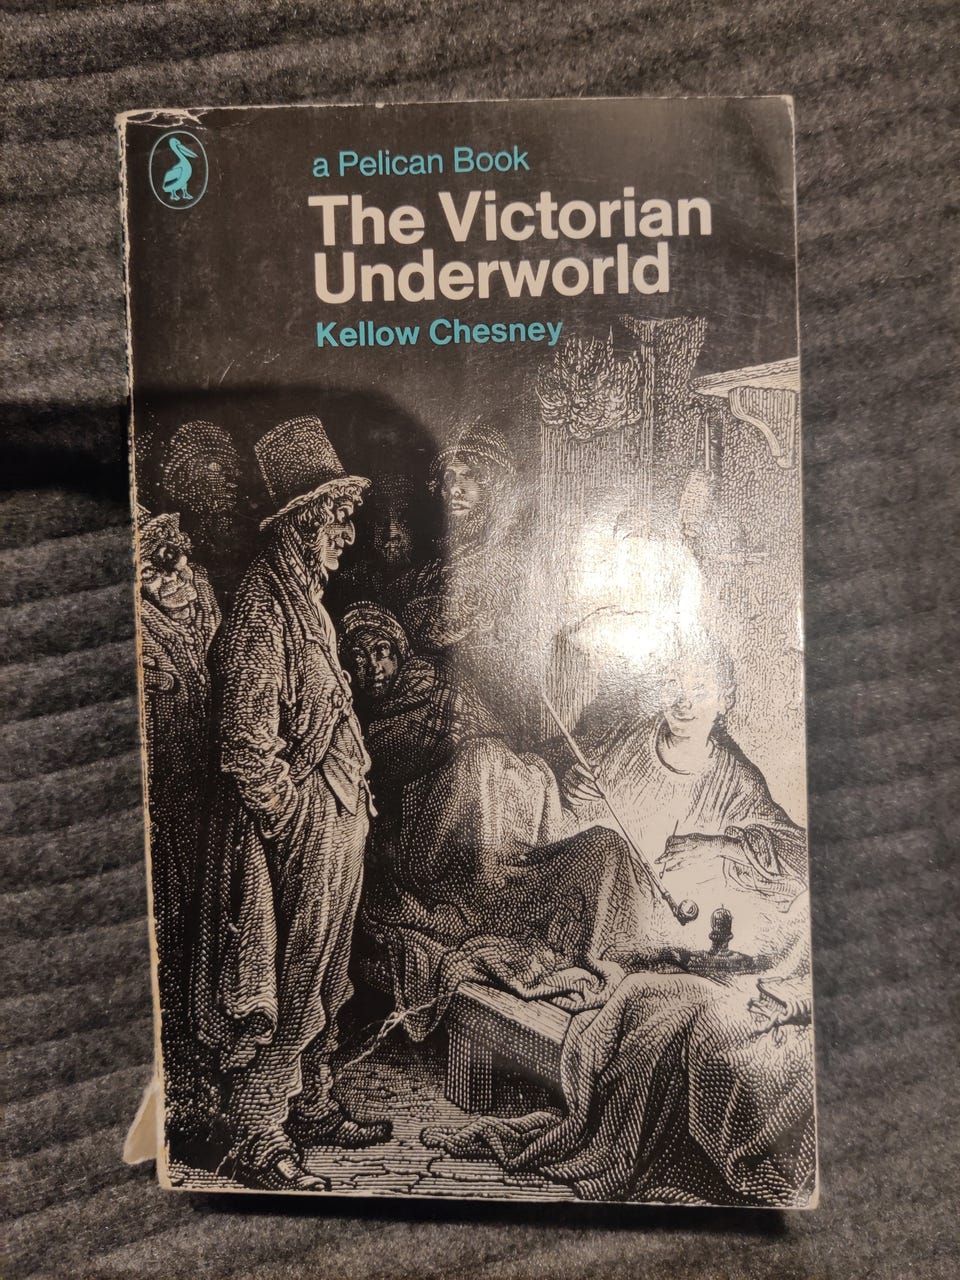 a Pelican Book
The Victorian
Underworld
Kellow Chesney